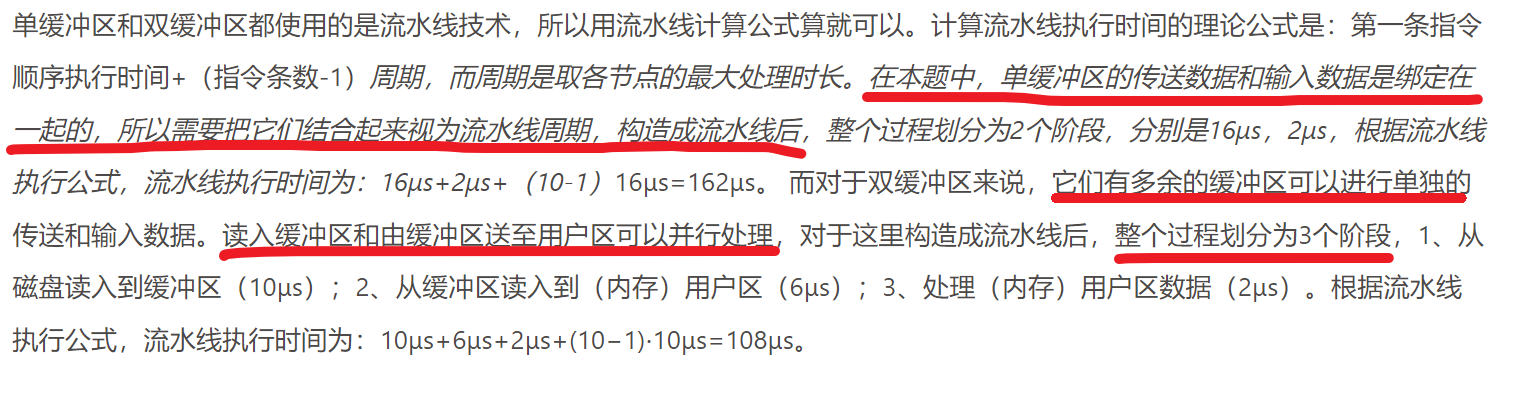 单缓冲区和双缓冲区都使用的是流水线技术，所以用流水线计算公式算就可以。计算流水线执行时间的理论公式是：第一条指令
顺序执行时间+（指令条数-1）周期，而周期是取各节点的最大处理时长。在本题中，单缓冲区的传送数据和输入数据是绑定在
一起的，所以需要把它们结合起来视为流水线周期，构造成流水线后，整个过程划分为2个阶段，分别是16μs，2μs，根据流水线
执行公式，流水线执行时间为：16μs+2μs+（10-1）16μs=162μs。 而对于双缓冲区来说，它们有多余的缓冲区可以进行单独的
传送和输入数据。读入缓冲区和由缓冲区送至用户区可以并行处理，对于这里构造成流水线后，整个过程划分为3个阶段，1、从
磁盘读入到缓冲区（10μs）；2、从缓冲区读入到（内存）用户区（6μs）；3、处理（内存）用户区数据（2μs）。根据流水线
执行公式，流水线执行时间为：10μs+6μs+2μs+(10−1)·10μs=108μs。